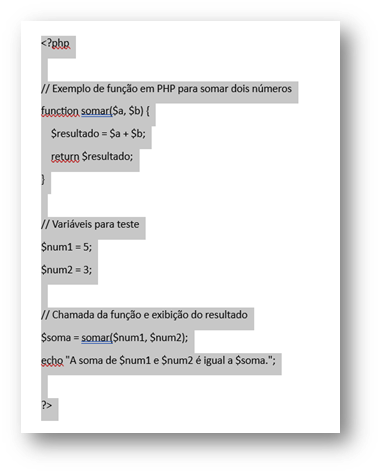 <?php
// Exemplo de função em PHP para somar dois números
function somar($a, $b) {
$resultado = $a + $b;
return $resultado;
}
// Variáveis para teste
$num1 = 5;
$num2 = 3;
// Chamada da função e exibição do resultado
$soma = somar($num1, $num2);
echo "A soma de $num1 e $num2 é igual a $soma.";
?>